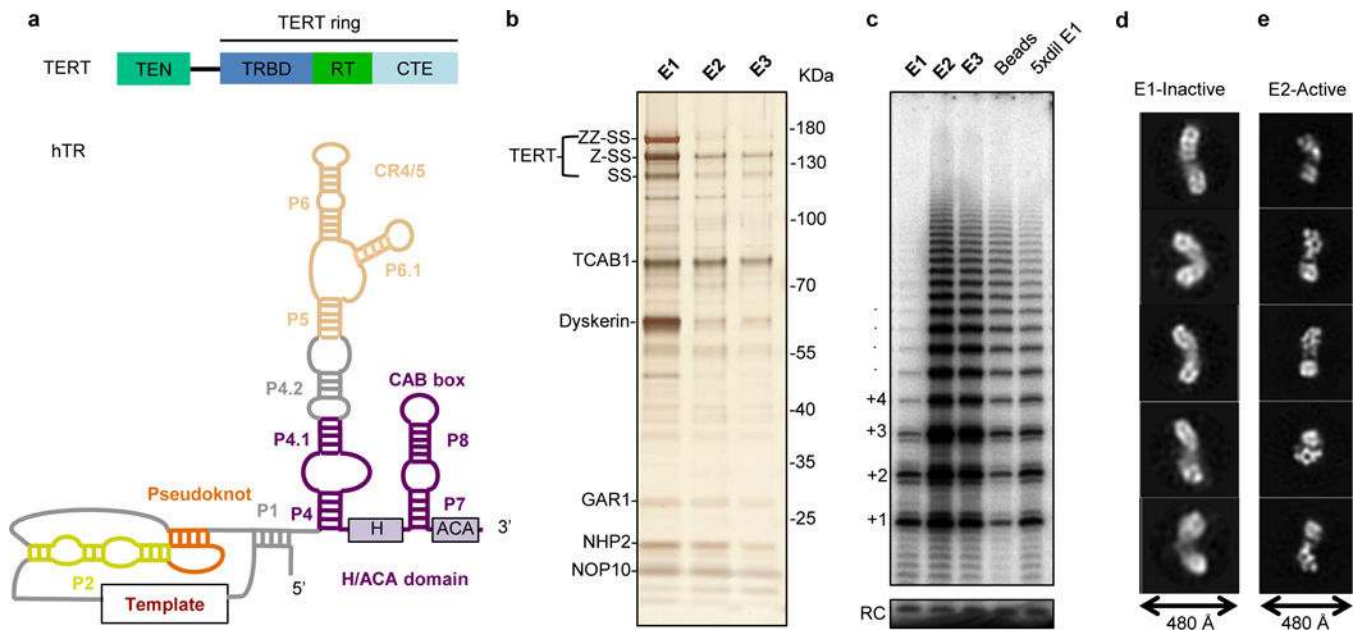 a
TERT ring
TERT
TEN
TRBD
RT
CTE
hTR
CR4/5
P6
P6.1
P5
P4.2
CAB box
P4.1
P8
Pseudoknot
P1
P4
P7
H
ACA
3'
P2
5'
H/ACA domain
Template
b
E1 E2 E3
KDa
ZZ-SS-
TERT
Z-SS-
SS-
TCAB1-
Dyskerin-
GAR1-
NHP2-
NOP10-
-180
-130
-100
-70
-55
-40
-35
-25
c
E1 E2 E3 Beads 5xdil E1
.
.
.
+4
+3
+2
+1
RC
d
E1-Inactive
480 Å
e
E2-Active
480 Å